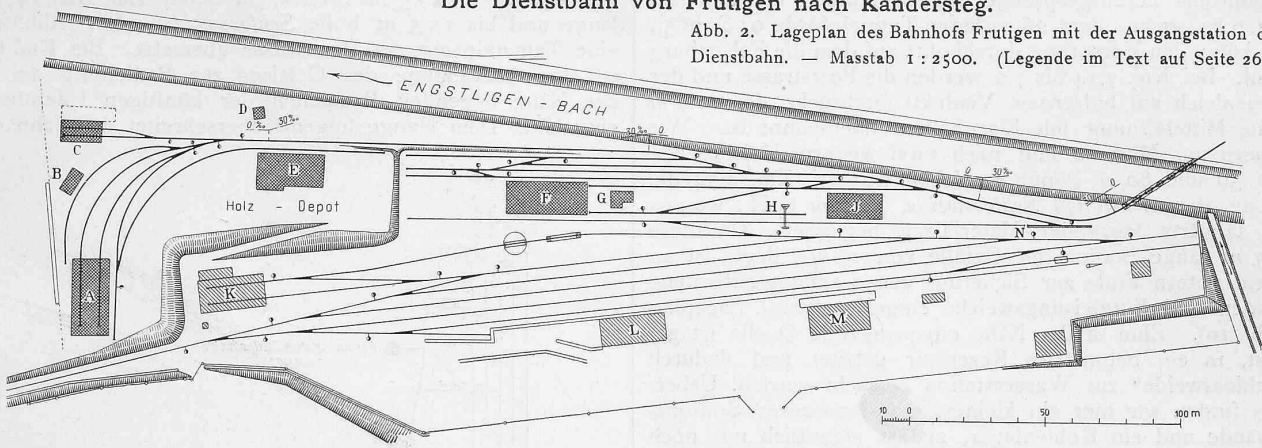 Die Dienstbahn von Frutigen nach Kandersteg.
Abb. 2. Lageplan des Bahnhofs Frutigen mit der Ausgangstation d
Dienstbahn. — Masstab 1 : 2500. (Legende im Text auf Seite 26
ENGSTLIGEN - BACH
D
0 ‰ 30 ‰
C
B
E
30 ‰ 0
Holz - Depot
F
G
H
J
0 30 ‰
N
A
K
L
M
10 0 50 100 m